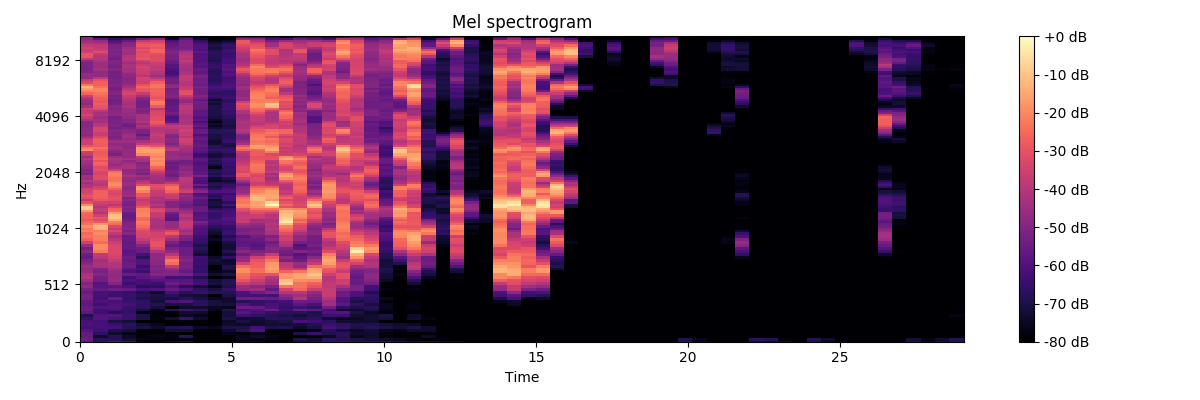 Mel spectrogram
8192
4096
2048
1024
512
0
Hz
0 5 10 15 20 25
Time
+0 dB
-10 dB
-20 dB
-30 dB
-40 dB
-50 dB
-60 dB
-70 dB
-80 dB